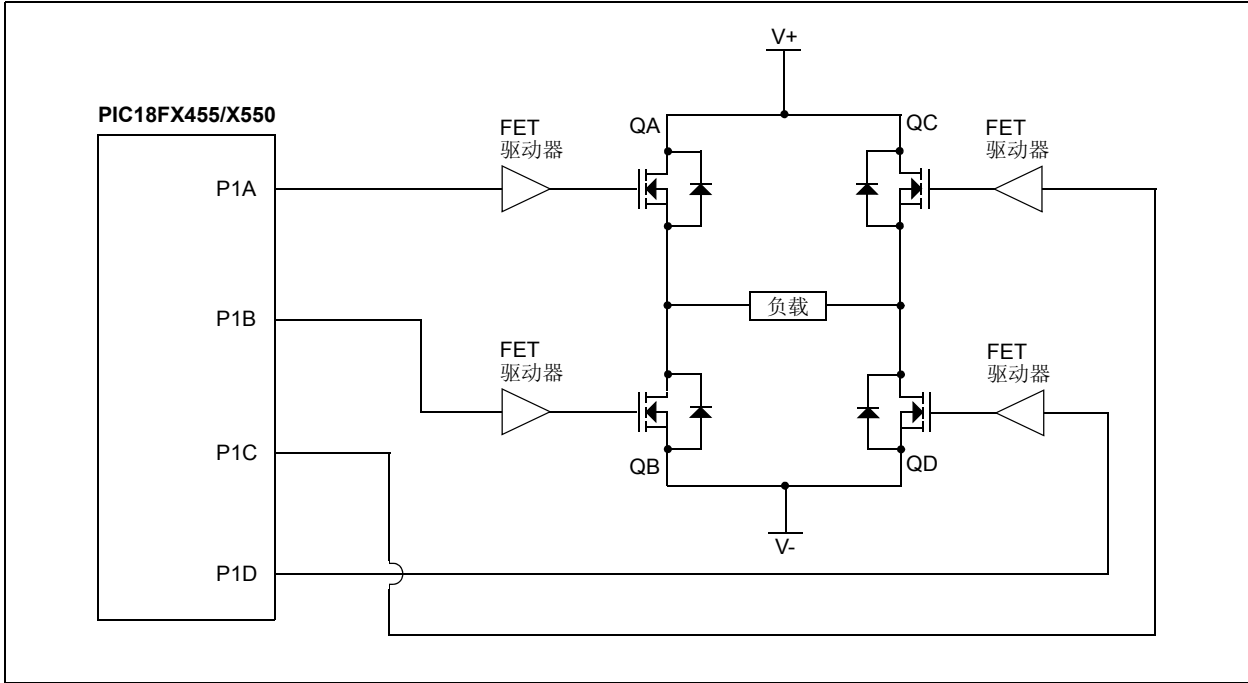 V+
PIC18FX455/X550
FET
驱动器
QA
QC
FET
驱动器
P1A
负载
P1B
FET
驱动器
FET
驱动器
P1C
QB
QD
V-
P1D